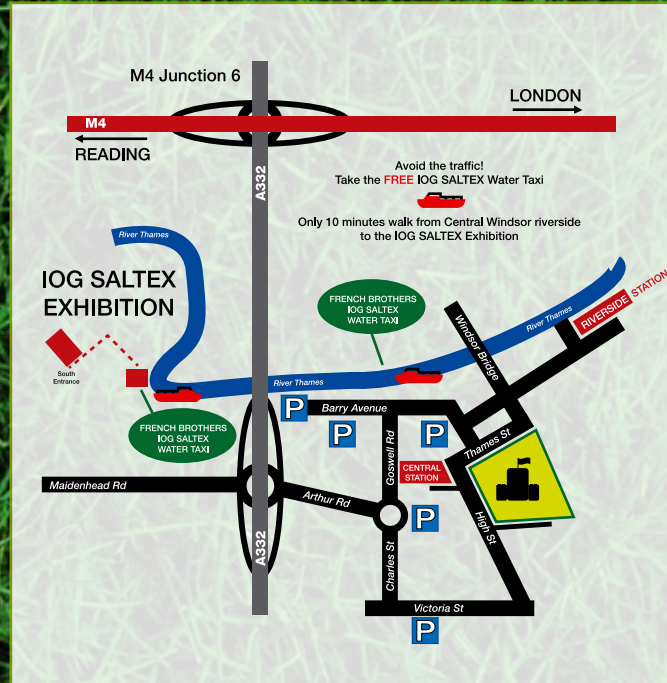 M4 Junction 6
LONDON
M4
READING
A332
Avoid the traffic!
Take the FREE IOG SALTEX Water Taxi
Only 10 minutes walk from Central Windsor riverside
to the IOG SALTEX Exhibition
River Thames
IOG SALTEX
EXHIBITION
South
Entrance
FRENCH BROTHERS
IOG SALTEX
WATER TAXI
RIVERSIDE STATION
River Thames
Windsor Bridge
River Thames
FRENCH BROTHERS
IOG SALTEX
WATER TAXI
P
Barry Avenue
P
P
Goswell Rd
Thames St
CENTRAL
STATION
Maidenhead Rd
Arthur Rd
High St
P
A332
Charles St
Victoria St
P